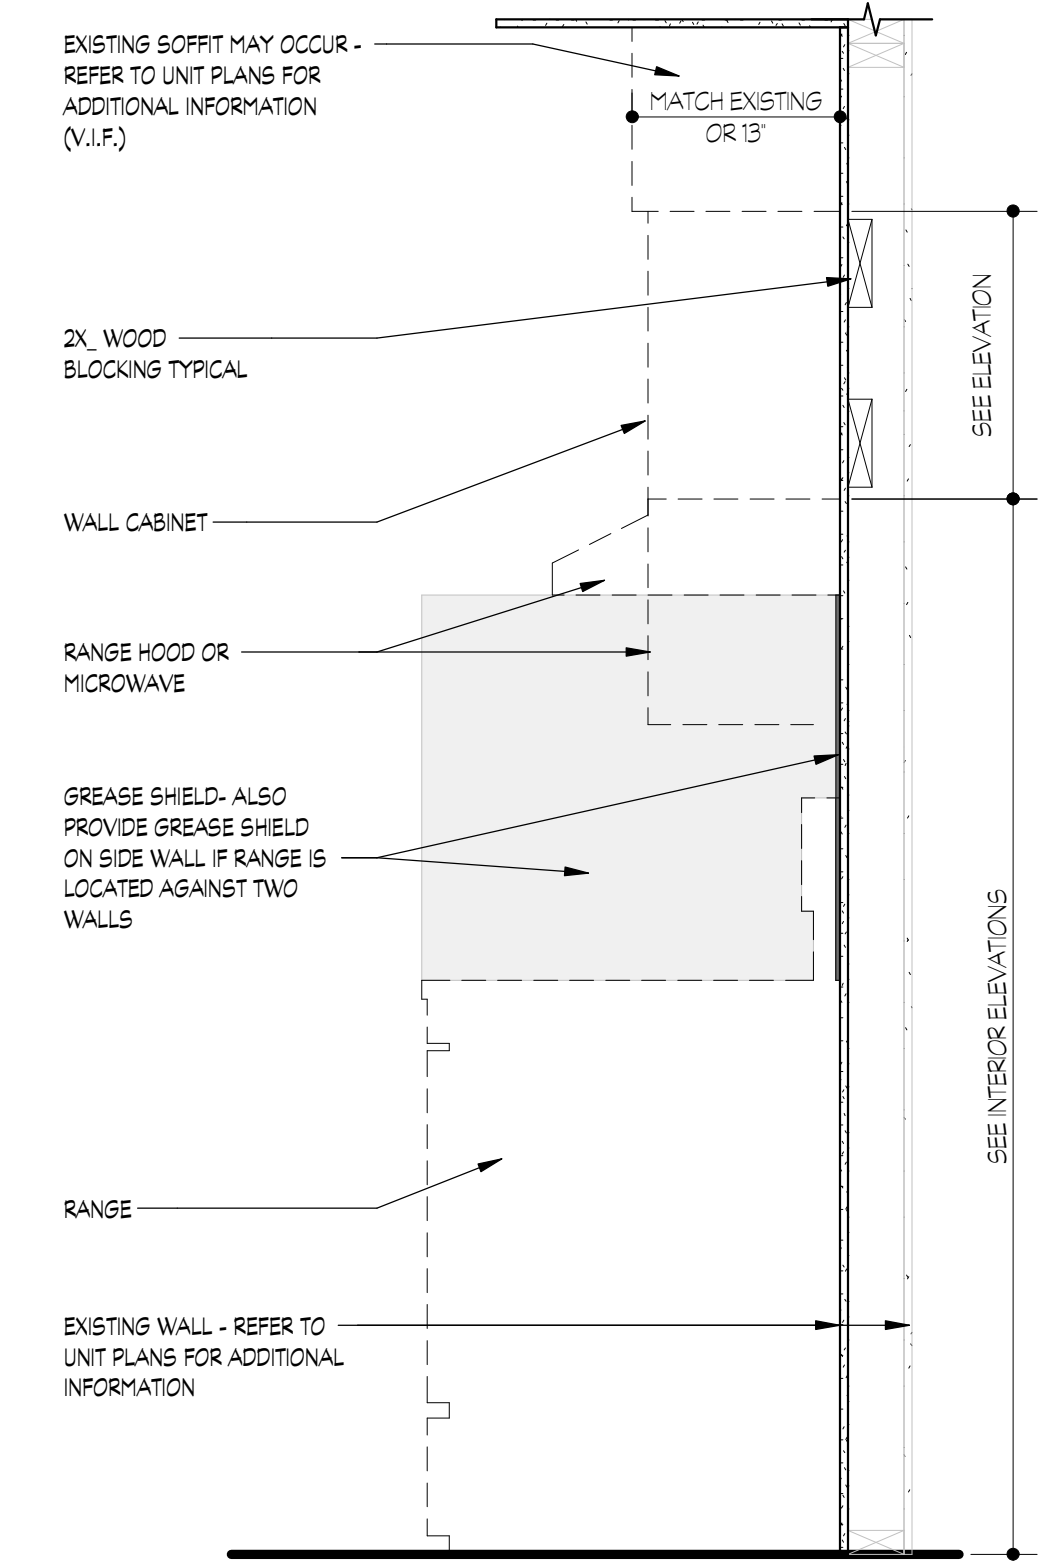 EXISTING SOFFIT MAY OCCUR -
REFER TO UNIT PLANS FOR
ADDITIONAL INFORMATION
(V.I.F.)
MATCH EXISTING
OR 13"
2X_ WOOD
BLOCKING TYPICAL
SEE ELEVATION
WALL CABINET
RANGE HOOD OR
MICROWAVE
GREASE SHIELD- ALSO
PROVIDE GREASE SHIELD
ON SIDE WALL IF RANGE IS
LOCATED AGAINST TWO
WALLS
SEE INTERIOR ELEVATIONS
RANGE
EXISTING WALL - REFER TO
UNIT PLANS FOR ADDITIONAL
INFORMATION